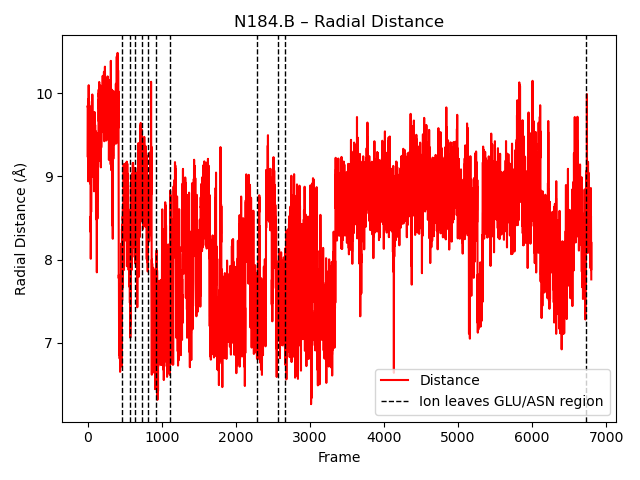 N184.B – Radial Distance
Radial Distance (Å)
10
9
8
7
0
1000
2000
3000
4000
5000
6000
7000
Frame
Distance
Ion leaves GLU/ASN region